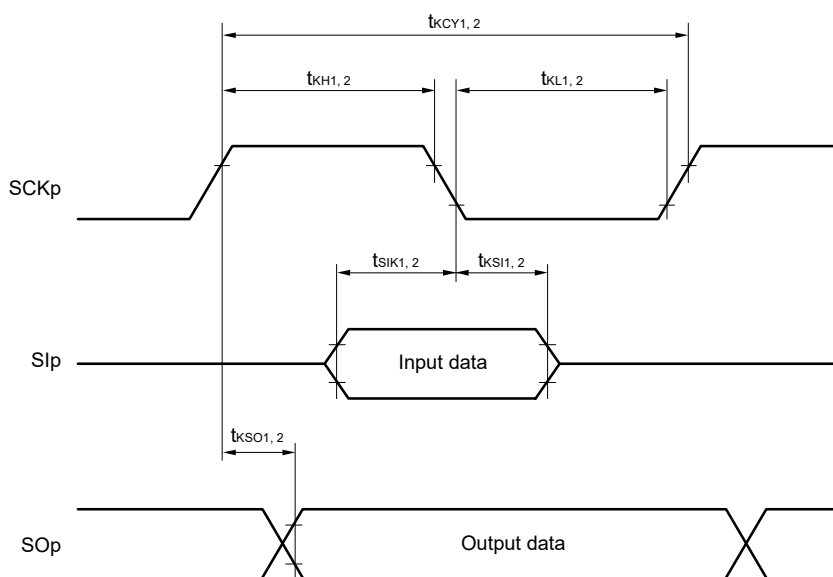 tKCY1, 2
tKH1, 2 tKL1, 2
SCKp
tSIK1, 2 tKSI1, 2
SIp Input data
tKSO1, 2
SOp Output data